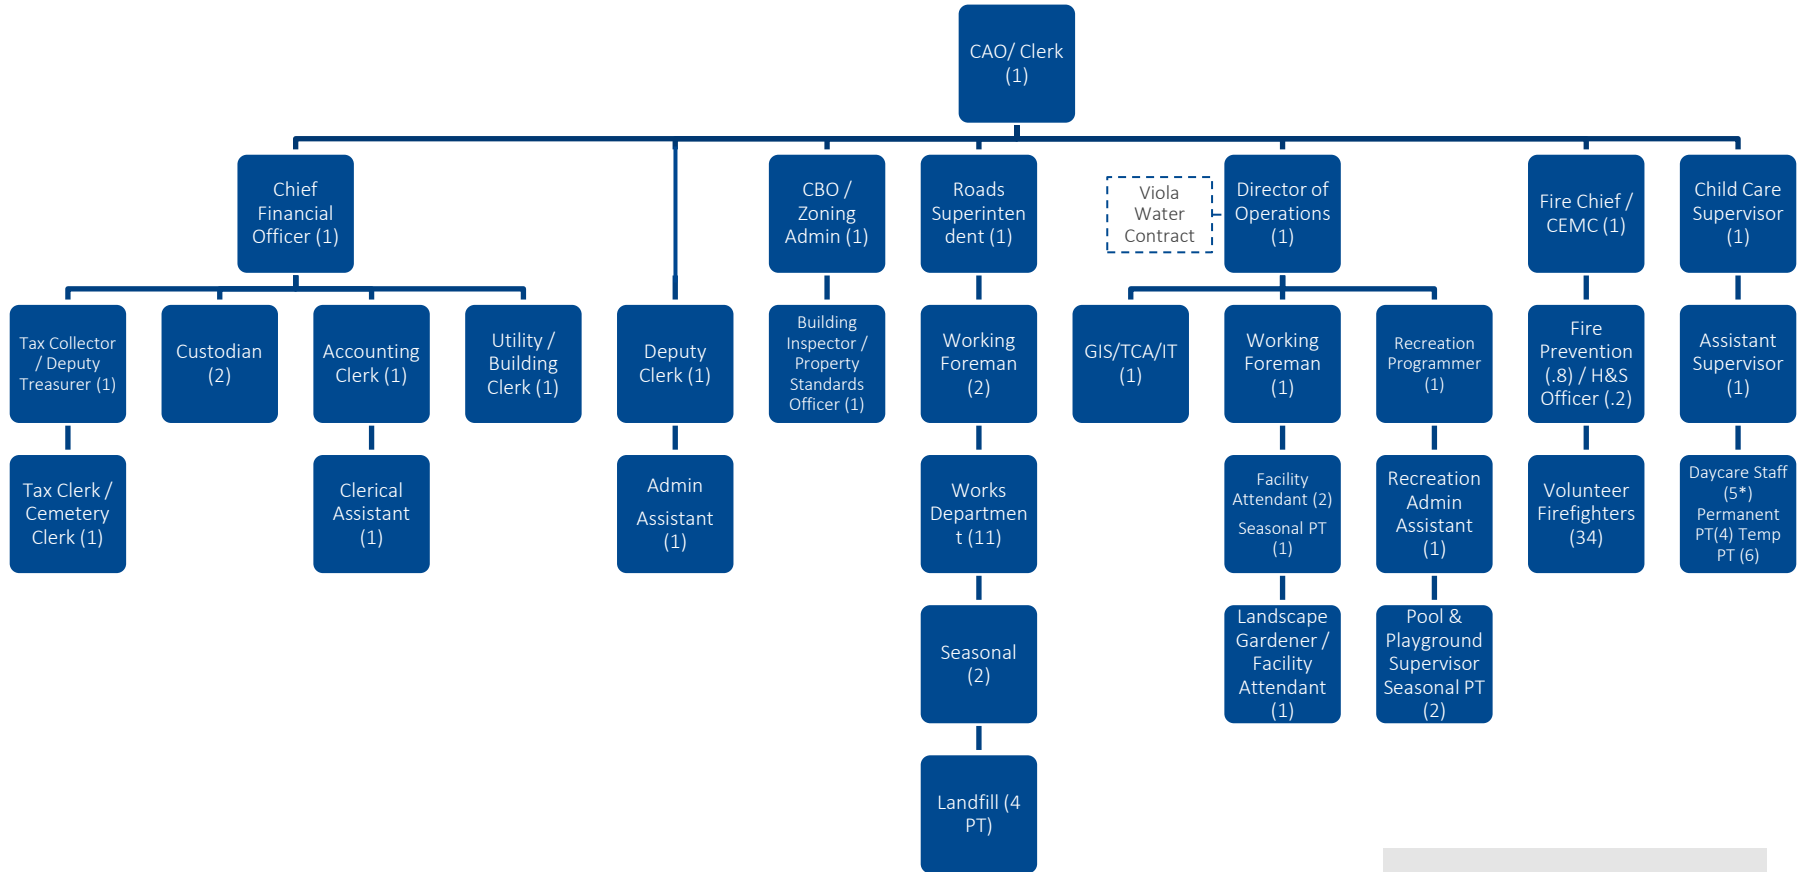 CAO/ Clerk
(1)
Chief
Financial
Officer (1)
CBO /
Zoning
Admin (1)
Roads
Superinten
dent (1)
Viola
Water
Contract
Director of
Operations
(1)
Fire Chief /
CEMC (1)
Child Care
Supervisor
(1)
Tax Collector
/ Deputy
Treasurer (1)
Custodian
(2)
Accounting
Clerk (1)
Utility /
Building
Clerk (1)
Deputy
Clerk (1)
Building
Inspector /
Property
Standards
Officer (1)
Working
Foreman
(2)
GIS/TCA/IT
(1)
Working
Foreman
(1)
Recreation
Programmer
(1)
Fire
Prevention
(.8) / H&S
Officer (.2)
Assistant
Supervisor
(1)
Tax Clerk /
Cemetery
Clerk (1)
Clerical
Assistant
(1)
Admin
Assistant
(1)
Works
Departmen
t (11)
Facility
Attendant (2)
Seasonal PT
(1)
Recreation
Admin
Assistant
(1)
Volunteer
Firefighters
(34)
Daycare Staff
(5*)
Permanent
PT(4) Temp
PT (6)
Seasonal
(2)
Landscape
Gardener /
Facility
Attendant
(1)
Pool &
Playground
Supervisor
Seasonal PT
(2)
Landfill (4
PT)